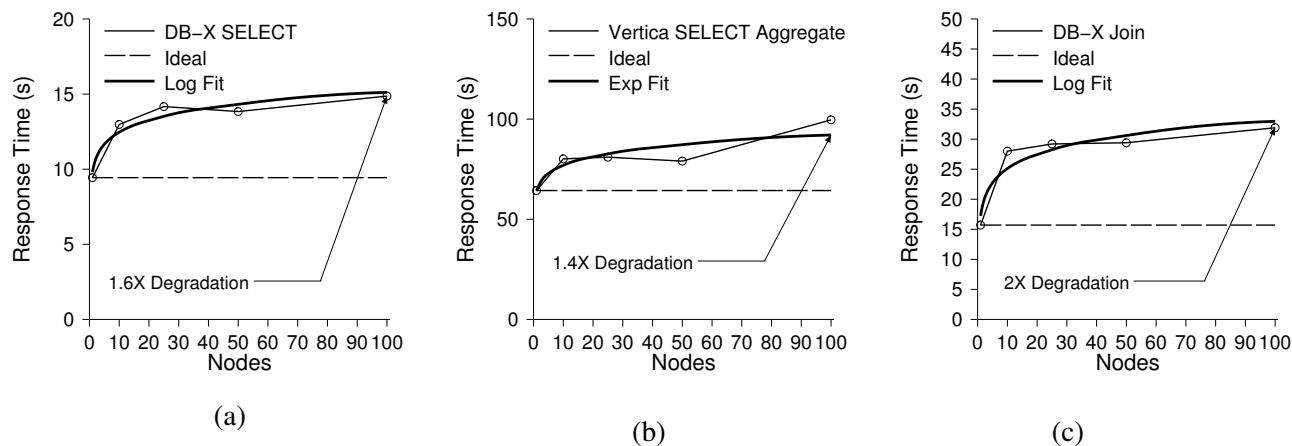 DB−X SELECT
Ideal
Log Fit
Response Time (s)
20
15
10
5
0
1.6X Degradation
0 10 20 30 40 50 60 70 80 90 100
Nodes
(a)
Vertica SELECT Aggregate
Ideal
Exp Fit
Response Time (s)
150
100
50
0
1.4X Degradation
0 10 20 30 40 50 60 70 80 90 100
Nodes
(b)
DB−X Join
Ideal
Log Fit
Response Time (s)
50
45
40
35
30
25
20
15
10
5
0
2X Degradation
0 10 20 30 40 50 60 70 80 90 100
Nodes
(c)